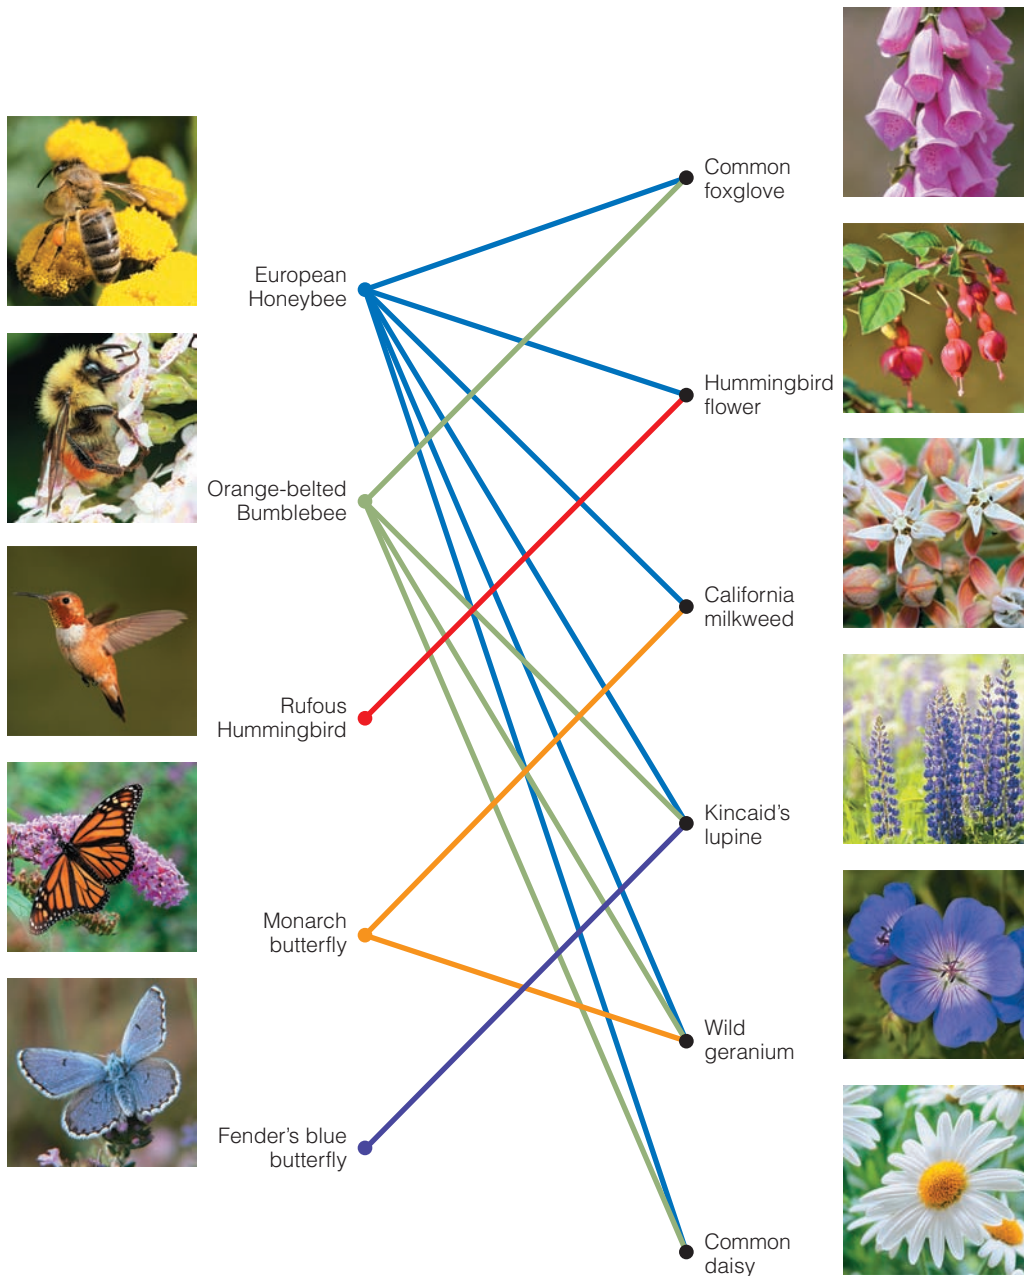 Common
foxglove
European
Honeybee
Hummingbird
flower
Orange-belted
Bumblebee
California
milkweed
Rufous
Hummingbird
Kincaid’s
lupine
Monarch
butterfly
Wild
geranium
Fender’s blue
butterfly
Common
daisy